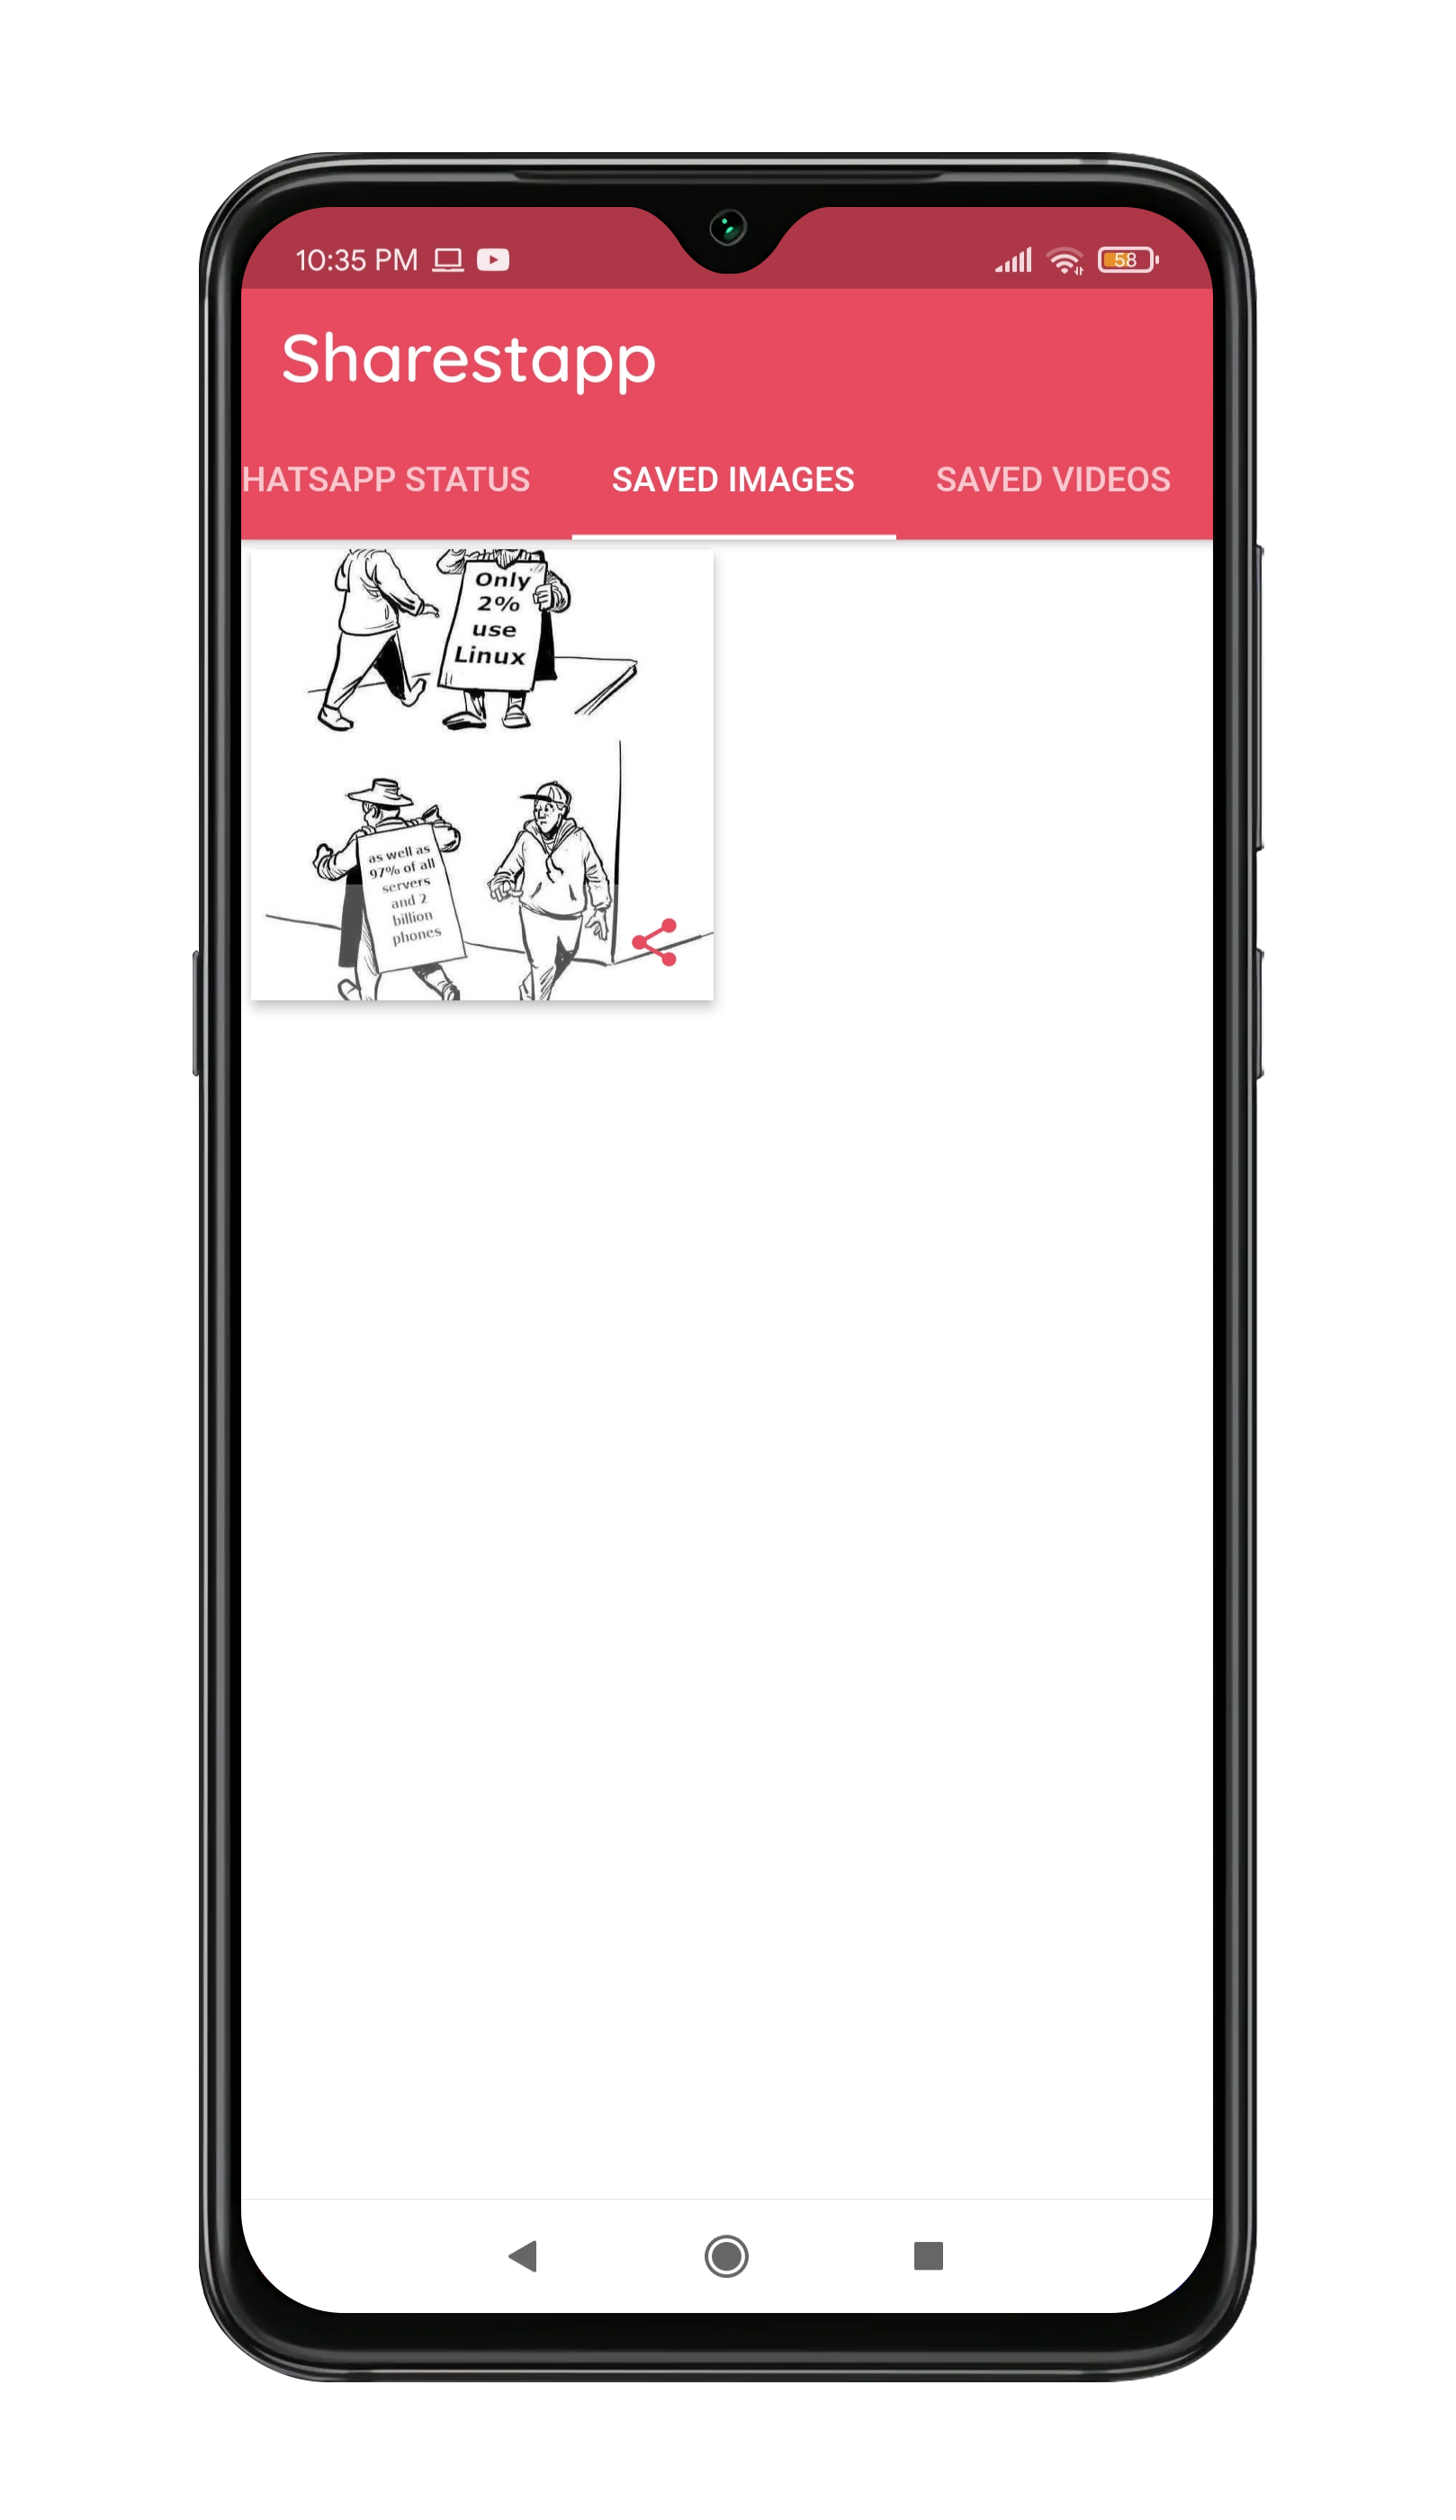 10:35 PM
58
Sharestapp
HATSAPP STATUS SAVED IMAGES SAVED VIDEOS
Only
2%
use
Linux
as well as
97% of all
servers
and 2
billion
phones